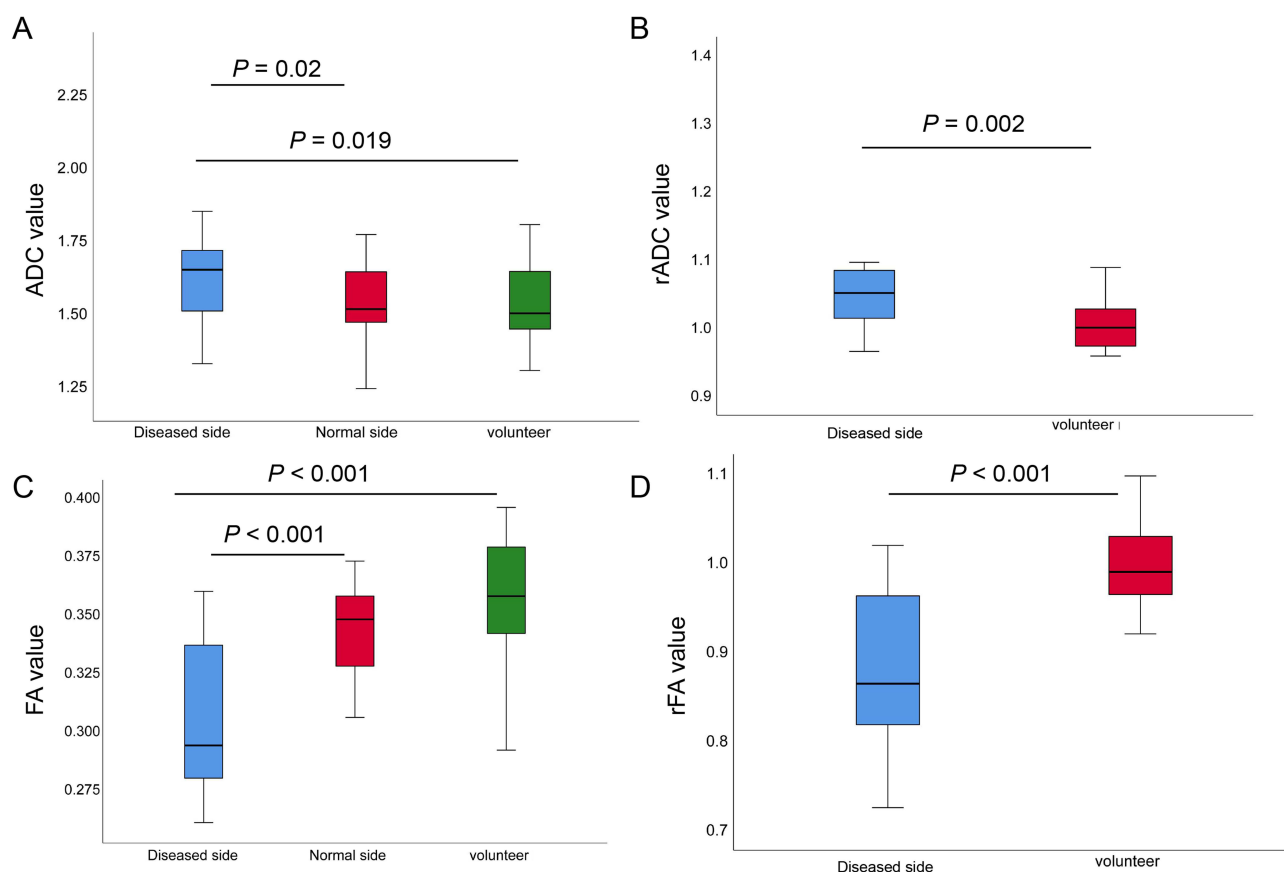 A
P = 0.02
P = 0.019
2.25
2.00
1.75
1.50
1.25
ADC value
Diseased side
Normal side
volunteer
B
P = 0.002
1.4
1.3
1.2
1.1
1.0
0.9
rADC value
Diseased side
volunteer
C
P < 0.001
P < 0.001
0.400
0.375
0.350
0.325
0.300
0.275
FA value
Diseased side
Normal side
volunteer
D
P < 0.001
1.1
1.0
0.9
0.8
0.7
rFA value
Diseased side
volunteer